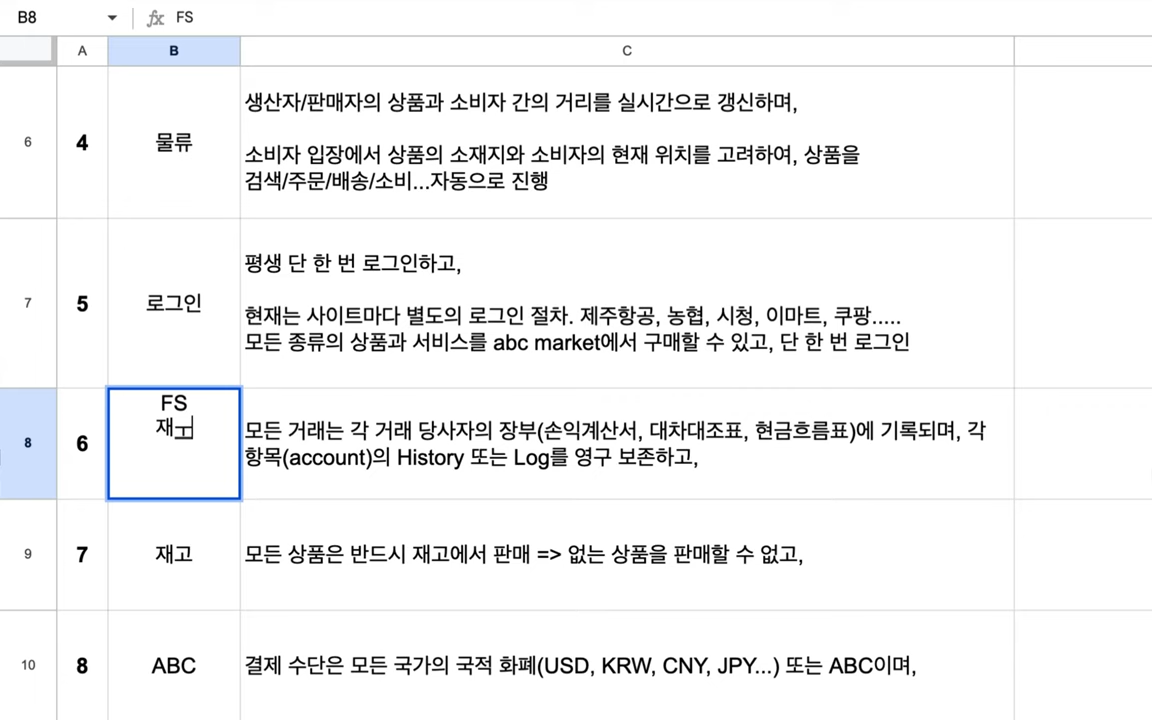 B8
fx FS
A B C
생산자/판매자의 상품과 소비자 간의 거리를 실시간으로 갱신하며,
6 4 물류
소비자 입장에서 상품의 소재지와 소비자의 현재 위치를 고려하여, 상품을
검색/주문/배송/소비...자동으로 진행
평생 단 한 번 로그인하고,
7 5 로그인
현재는 사이트마다 별도의 로그인 절차. 제주항공, 농협, 시청, 이마트, 쿠팡.....
모든 종류의 상품과 서비스를 abc market에서 구매할 수 있고, 단 한 번 로그인
FS
재고
8 6
모든 거래는 각 거래 당사자의 장부(손익계산서, 대차대조표, 현금흐름표)에 기록되며, 각
항목(account)의 History 또는 Log를 영구 보존하고,
9 7 재고 모든 상품은 반드시 재고에서 판매 => 없는 상품을 판매할 수 없고,
10 8 ABC 결제 수단은 모든 국가의 국적 화폐(USD, KRW, CNY, JPY...) 또는 ABC이며,